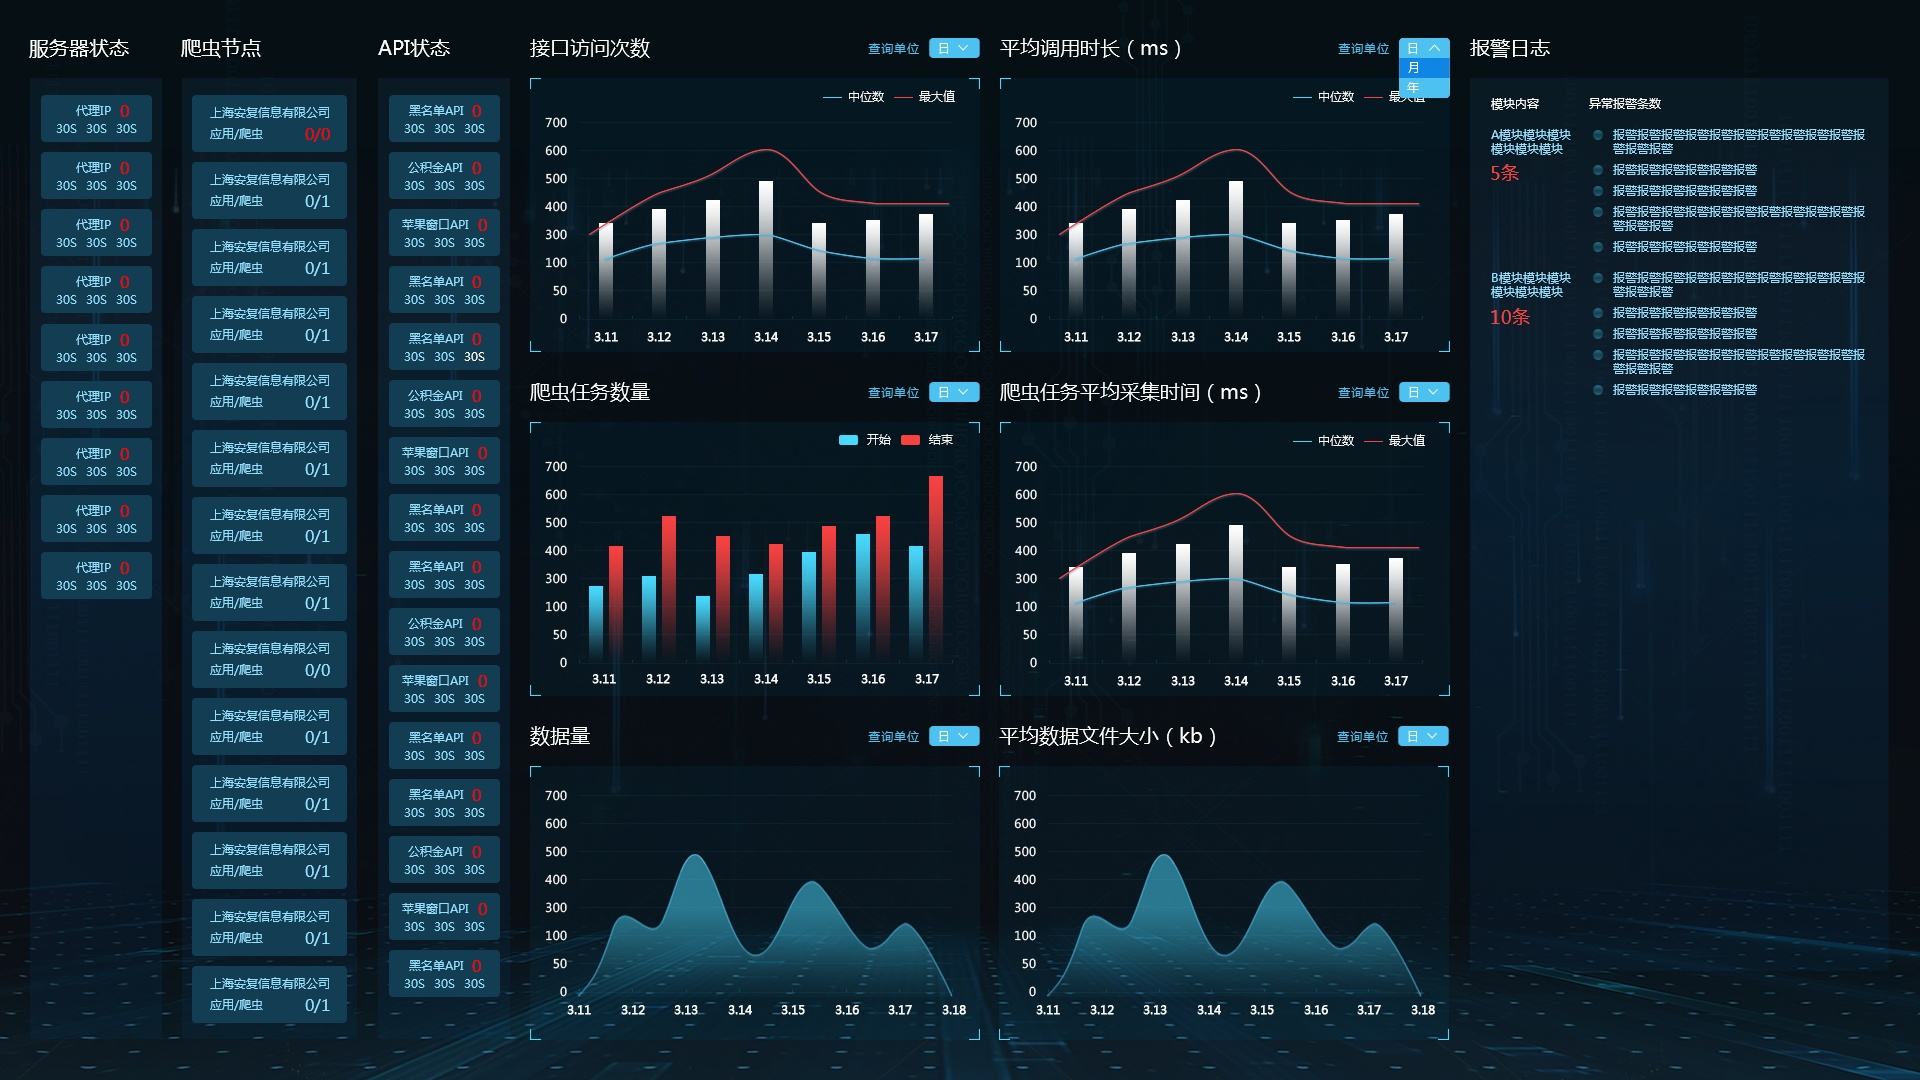 服务器状态
代理IP 0
30S 30S 30S
代理IP 0
30S 30S 30S
代理IP 0
30S 30S 30S
代理IP 0
30S 30S 30S
代理IP 0
30S 30S 30S
代理IP 0
30S 30S 30S
代理IP 0
30S 30S 30S
代理IP 0
30S 30S 30S
代理IP 0
30S 30S 30S
爬虫节点
上海安复信息有限公司
应用/爬虫 0/0
上海安复信息有限公司
应用/爬虫 0/1
上海安复信息有限公司
应用/爬虫 0/1
上海安复信息有限公司
应用/爬虫 0/1
上海安复信息有限公司
应用/爬虫 0/1
上海安复信息有限公司
应用/爬虫 0/1
上海安复信息有限公司
应用/爬虫 0/1
上海安复信息有限公司
应用/爬虫 0/1
上海安复信息有限公司
应用/爬虫 0/0
上海安复信息有限公司
应用/爬虫 0/1
上海安复信息有限公司
应用/爬虫 0/1
上海安复信息有限公司
应用/爬虫 0/1
上海安复信息有限公司
应用/爬虫 0/1
上海安复信息有限公司
应用/爬虫 0/1
API状态
黑名单API 0
30S 30S 30S
公积金API 0
30S 30S 30S
苹果窗口API 0
30S 30S 30S
黑名单API 0
30S 30S 30S
黑名单API 0
30S 30S 30S
公积金API 0
30S 30S 30S
苹果窗口API 0
30S 30S 30S
黑名单API 0
30S 30S 30S
黑名单API 0
30S 30S 30S
公积金API 0
30S 30S 30S
苹果窗口API 0
30S 30S 30S
黑名单API 0
30S 30S 30S
黑名单API 0
30S 30S 30S
公积金API 0
30S 30S 30S
苹果窗口API 0
30S 30S 30S
黑名单API 0
30S 30S 30S
接口访问次数 查询单位 日
中位数 最大值
700
600
500
400
300
100
50
0
3.11 3.12 3.13 3.14 3.15 3.16 3.17
平均调用时长（ms） 查询单位 日
月
年
中位数 最大值
700
600
500
400
300
100
50
0
3.11 3.12 3.13 3.14 3.15 3.16 3.17
爬虫任务数量 查询单位 日
开始 结束
700
600
500
400
300
100
50
0
3.11 3.12 3.13 3.14 3.15 3.16 3.17
爬虫任务平均采集时间（ms） 查询单位 日
中位数 最大值
700
600
500
400
300
100
50
0
3.11 3.12 3.13 3.14 3.15 3.16 3.17
数据量 查询单位 日
700
600
500
400
300
100
50
0
3.11 3.12 3.13 3.14 3.15 3.16 3.17 3.18
平均数据文件大小（kb） 查询单位 日
700
600
500
400
300
100
50
0
3.11 3.12 3.13 3.14 3.15 3.16 3.17 3.18
报警日志
模块内容 异常报警条数
A模块模块模块
模块模块模块
5条
报警报警报警报警报警报警报警报警报警报警报
警报警报警
报警报警报警报警报警报警
报警报警报警报警报警报警
报警报警报警报警报警报警报警报警报警报警报
警报警报警
报警报警报警报警报警报警
B模块模块模块
模块模块模块
10条
报警报警报警报警报警报警报警报警报警报警报
警报警报警
报警报警报警报警报警报警
报警报警报警报警报警报警
报警报警报警报警报警报警报警报警报警报警报
警报警报警
报警报警报警报警报警报警